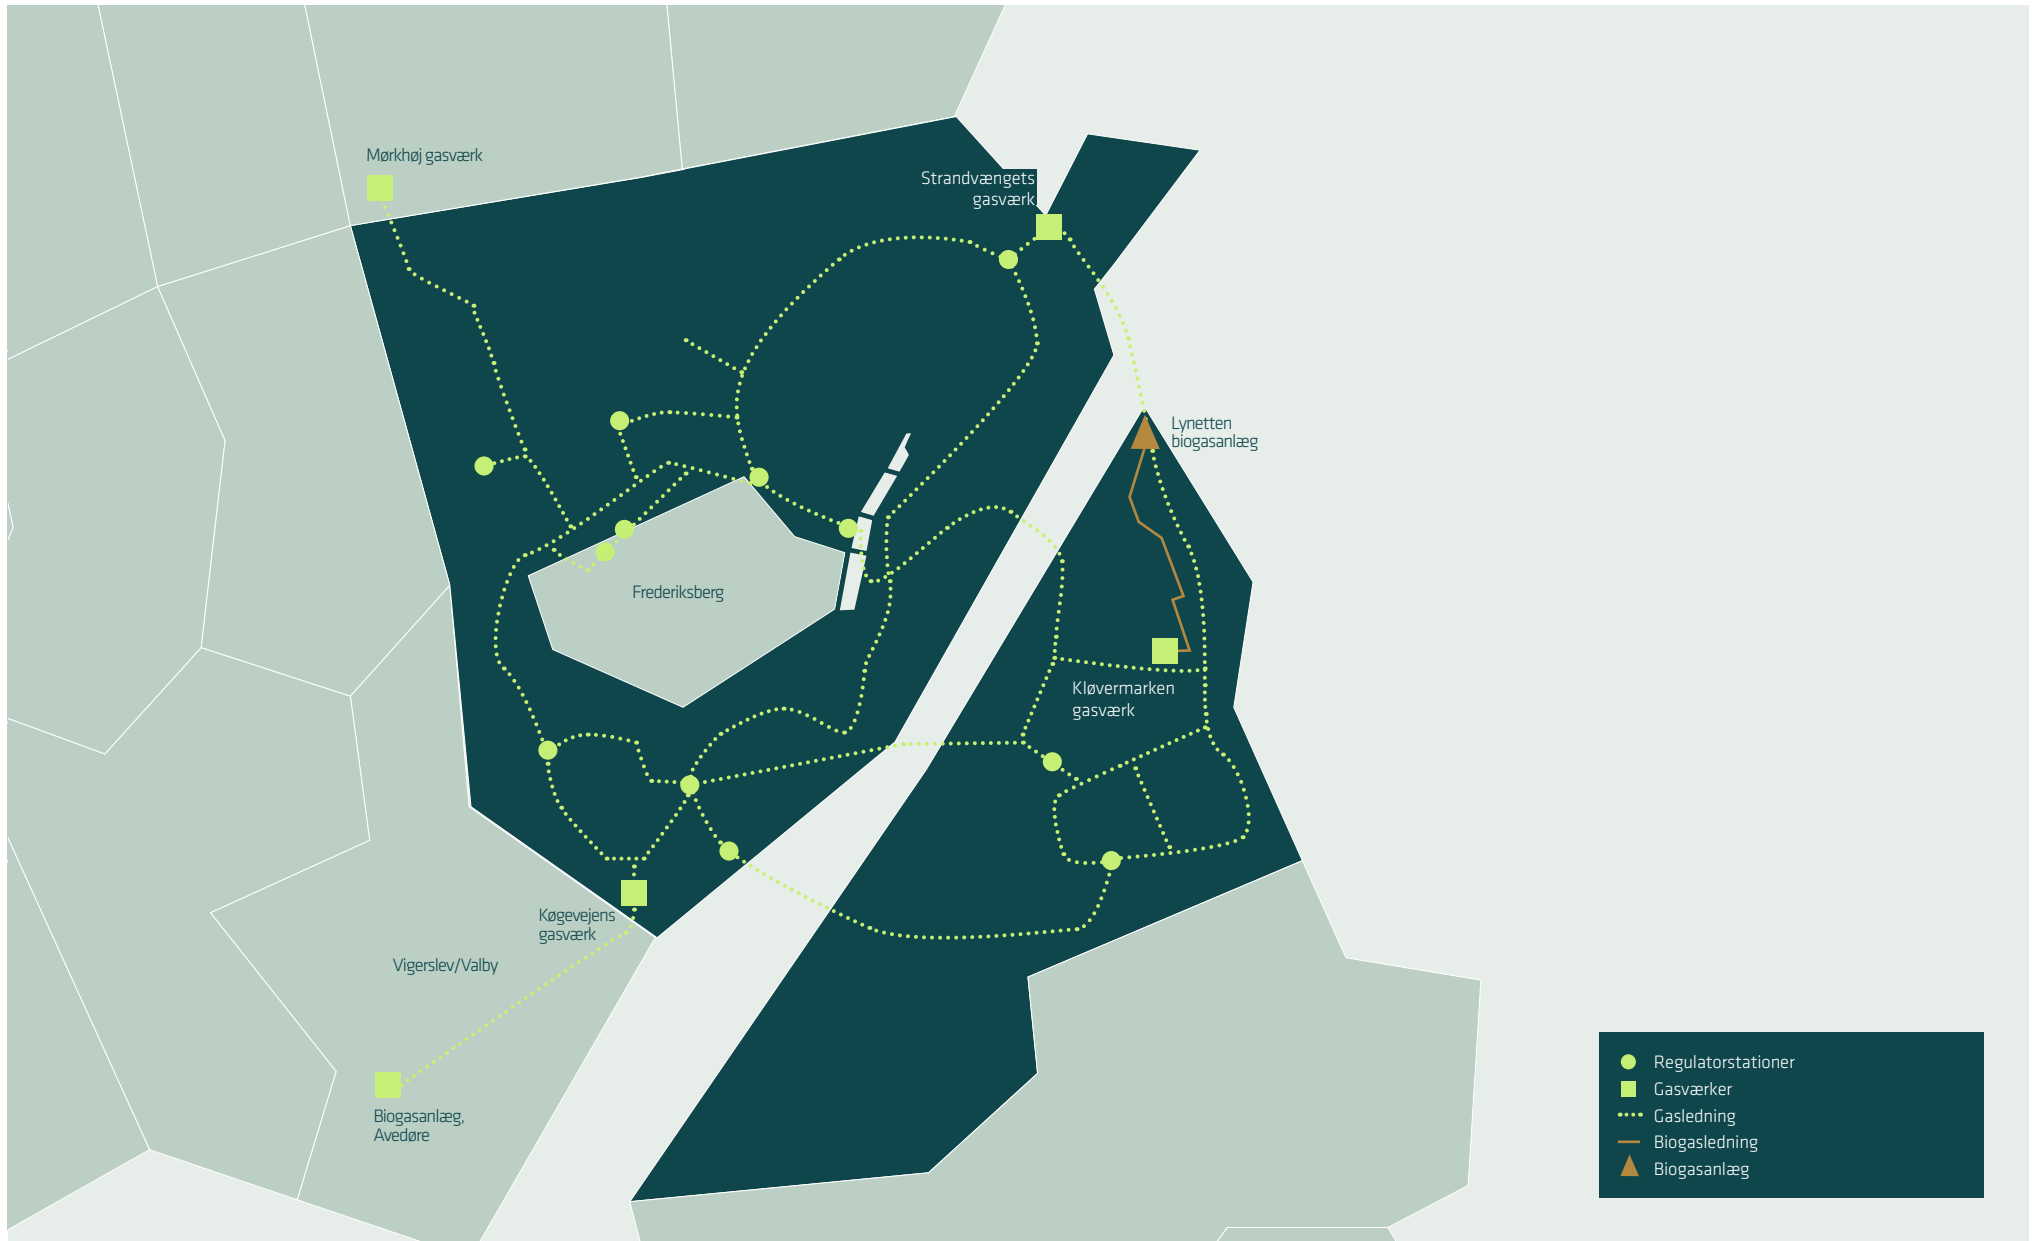 Mørkhøj gasværk
Strandvængets
gasværk
Lynetten
biogasanlæg
Frederiksberg
Kløvermarken
gasværk
Køgevejens
gasværk
Vigerslev/Valby
Biogasanlæg,
Avedøre
Regulatorstationer
Gasværker
Gasledning
Biogasledning
Biogasanlæg